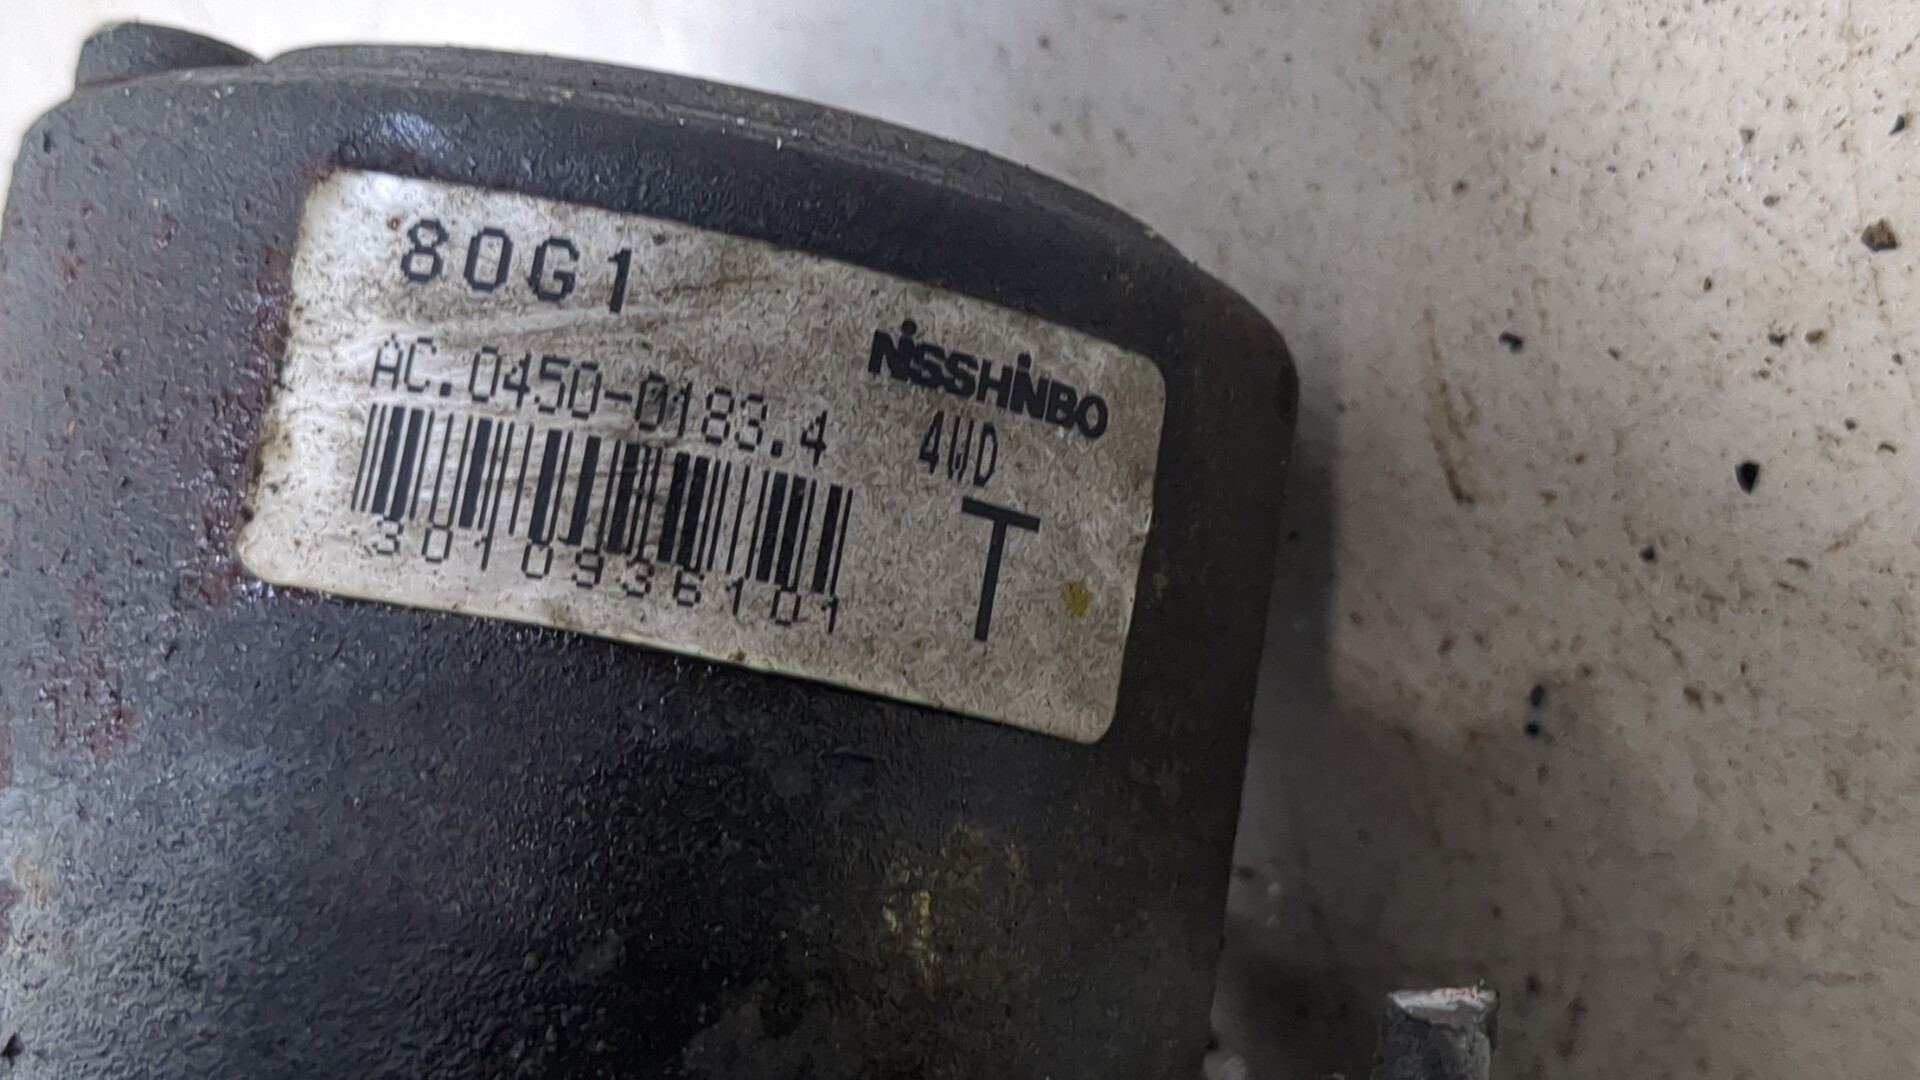 80G1
NISSHINBO
AC.0450-0183.4
4WD
T
3010936101